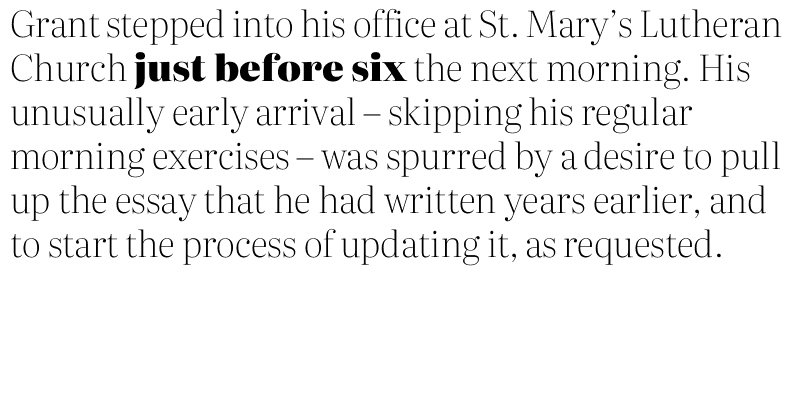 Grant stepped into his office at St. Mary’s Lutheran
Church just before six the next morning. His
unusually early arrival – skipping his regular
morning exercises – was spurred by a desire to pull
up the essay that he had written years earlier, and
to start the process of updating it, as requested.